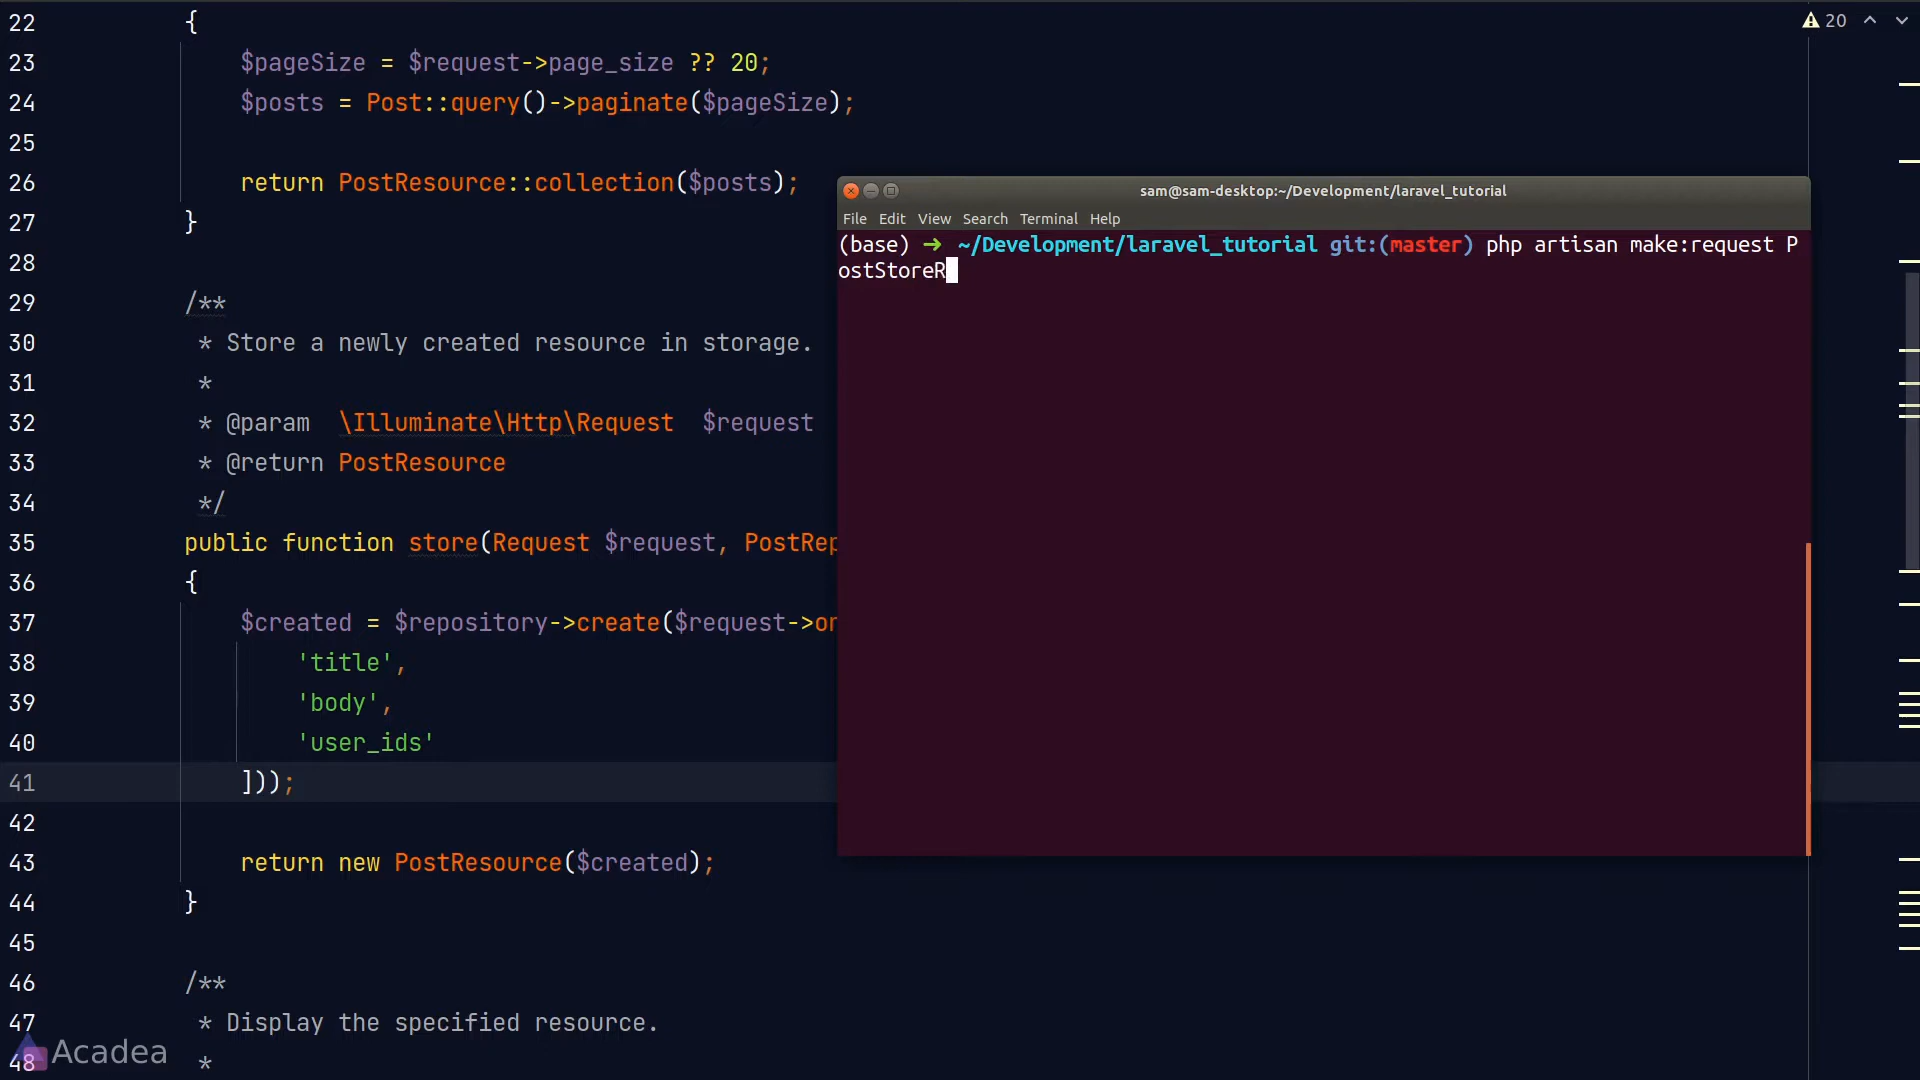 22 {
23 $pageSize = $request->page_size ?? 20;
24 $posts = Post::query()->paginate($pageSize);
25
26 return PostResource::collection($posts);
27 }
28
29 /**
30 * Store a newly created resource in storage.
31 *
32 * @param \Illuminate\Http\Request $request
33 * @return PostResource
34 */
35 public function store(Request $request, PostRep
36 {
37 $created = $repository->create($request->on
38 'title',
39 'body',
40 'user_ids'
41 ]));
42
43 return new PostResource($created);
44 }
45
46 /**
47 * Display the specified resource.
48 *
20
sam@sam-desktop:~/Development/laravel_tutorial
File Edit View Search Terminal Help
(base) ➜ ~/Development/laravel_tutorial git:(master) php artisan make:request P
ostStoreR
Acadea